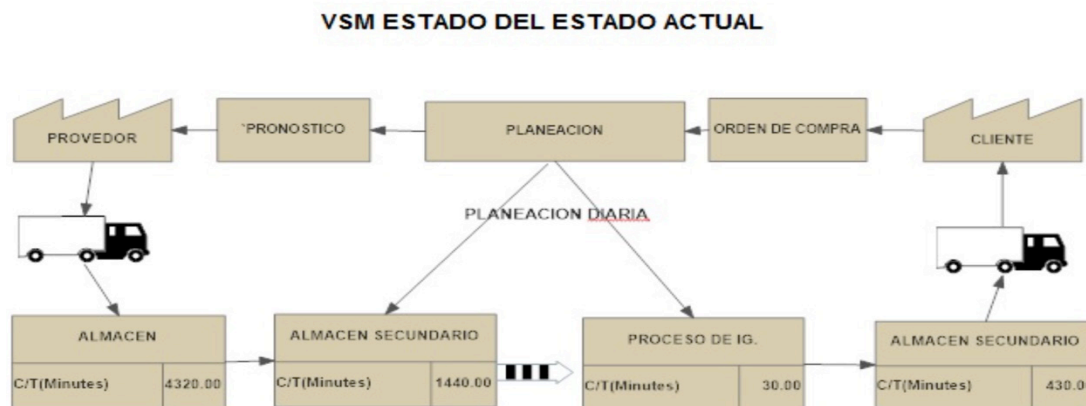 VSM ESTADO DEL ESTADO ACTUAL
PROVEDOR
`PRONOSTICO
PLANEACION
ORDEN DE COMPRA
CLIENTE
PLANEACION DIARIA
ALMACEN
C/T(Minutes) 4320.00
ALMACEN SECUNDARIO
C/T(Minutes) 1440.00
PROCESO DE IG.
C/T(Minutes) 30.00
ALMACEN SECUNDARIO
C/T(Minutes) 430.0